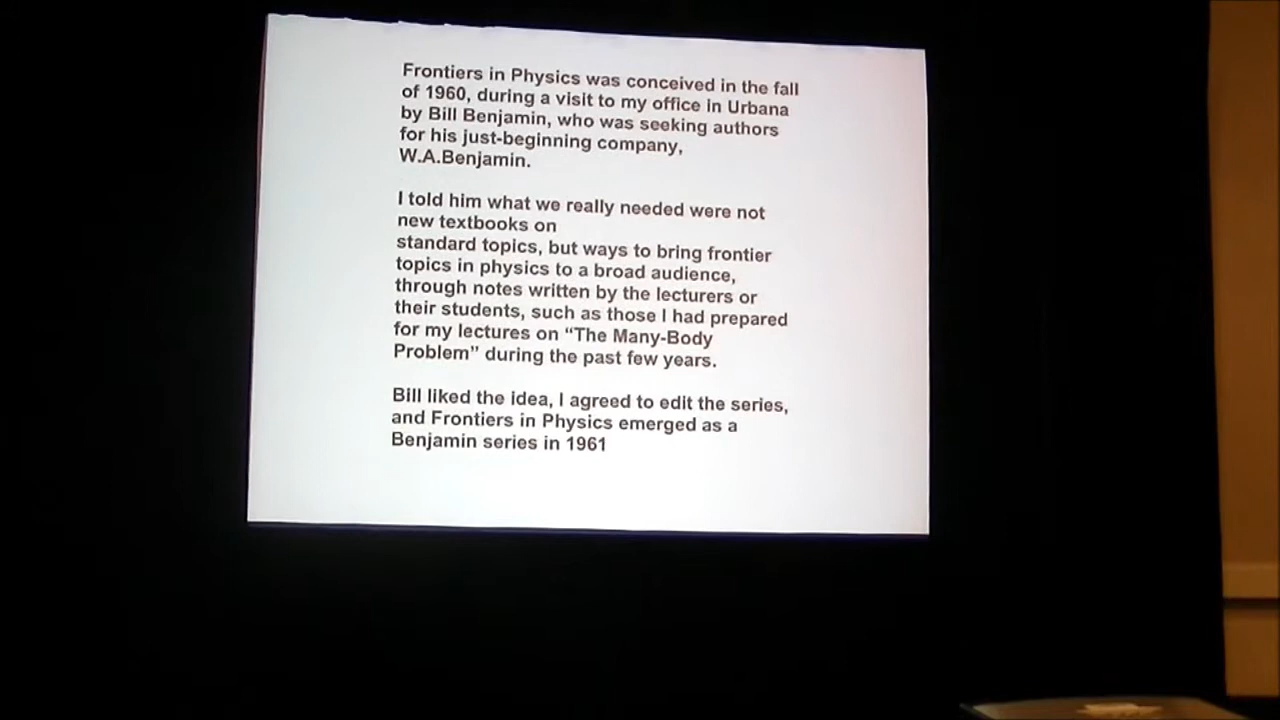 Frontiers in Physics was conceived in the fall
of 1960, during a visit to my office in Urbana
by Bill Benjamin, who was seeking authors
for his just-beginning company,
W.A.Benjamin.
I told him what we really needed were not
new textbooks on
standard topics, but ways to bring frontier
topics in physics to a broad audience,
through notes written by the lecturers or
their students, such as those I had prepared
for my lectures on “The Many-Body
Problem” during the past few years.
Bill liked the idea, I agreed to edit the series,
and Frontiers in Physics emerged as a
Benjamin series in 1961